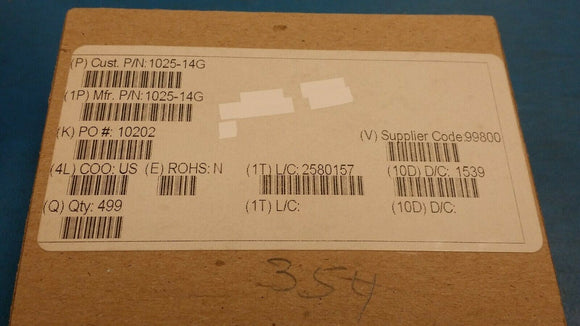 (P) Cust. P/N:1025-14G
(1P) Mfr. P/N:1025-14G
(K) PO #: 10202
(V) Supplier Code:99800
(4L) COO: US (E) ROHS: N (1T) L/C: 2580157 (10D) D/C: 1539
(Q) Qty: 499 (1T) L/C: (10D) D/C:
354